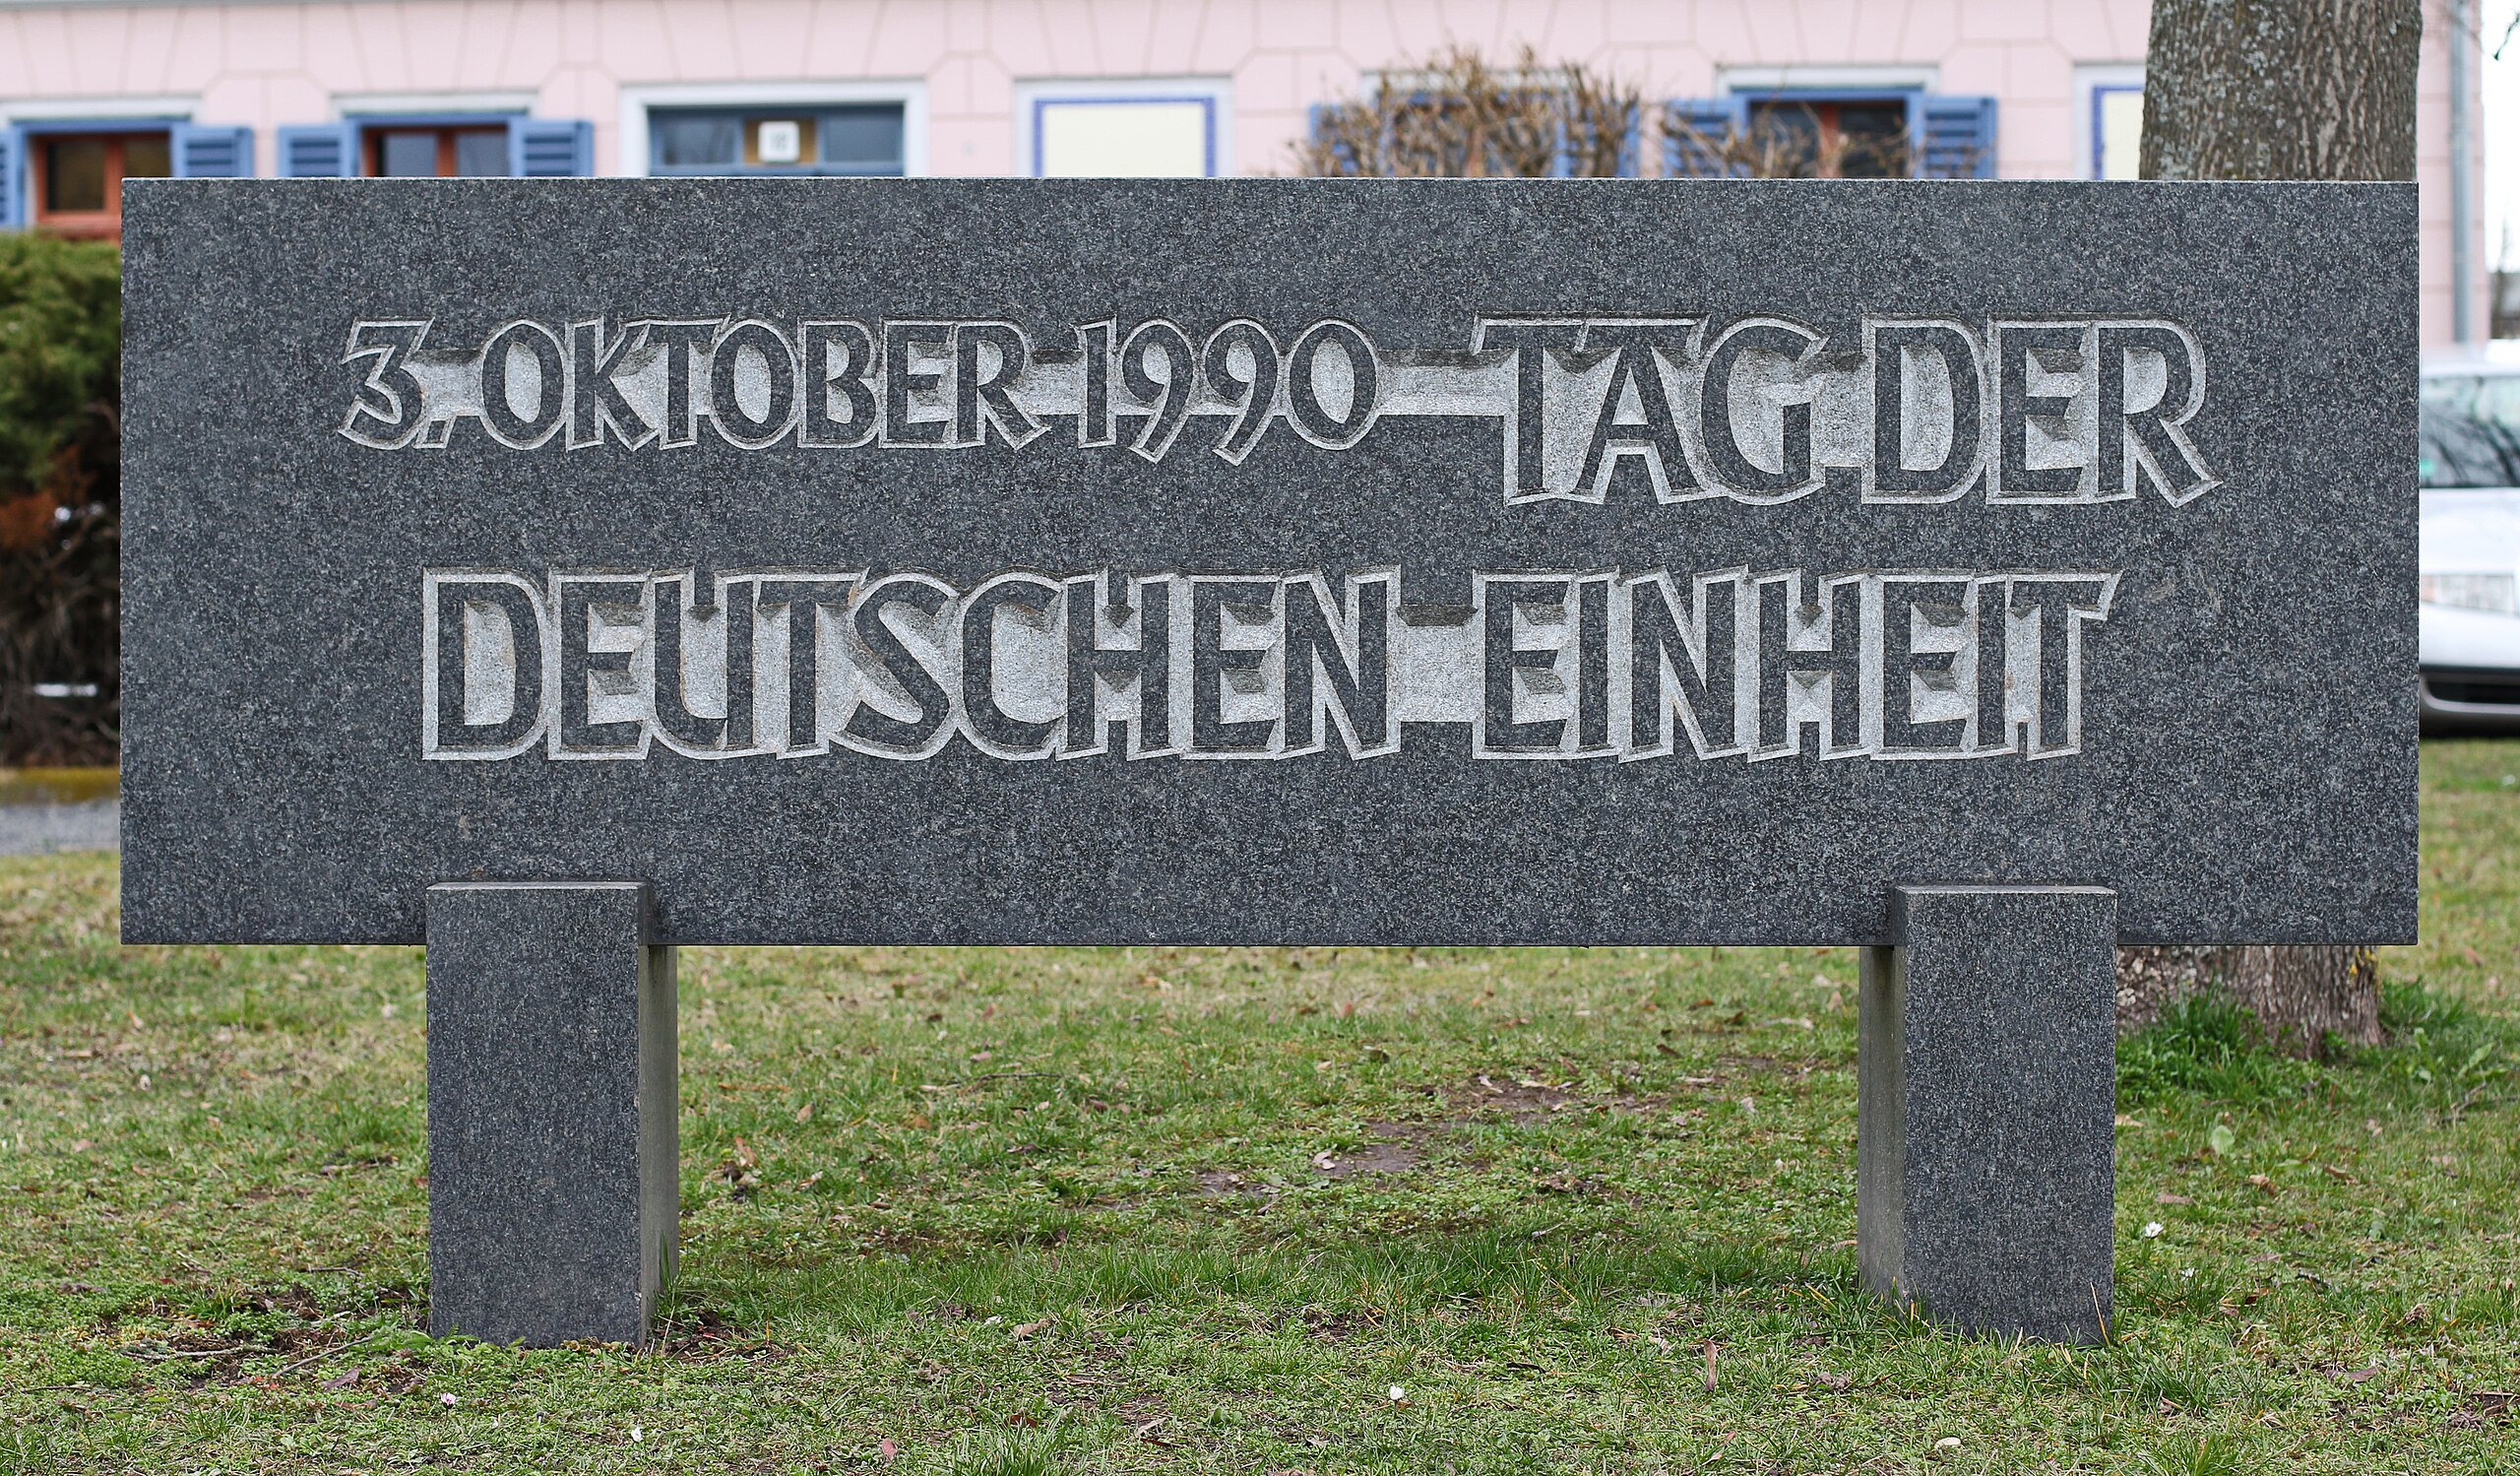 3. OKTOBER 1990 TAG DER
DEUTSCHEN EINHEIT